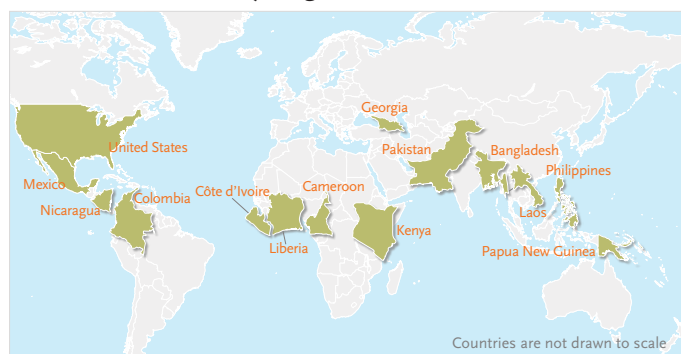 Georgia
United States
Pakistan
Bangladesh
Philippines
Mexico
Côte d'Ivoire
Cameroon
Colombia
Nicaragua
Laos
Kenya
Liberia
Papua New Guinea
Countries are not drawn to scale